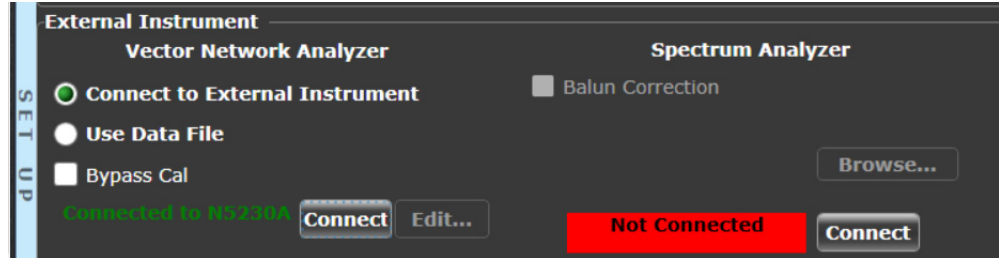 External Instrument
Vector Network Analyzer
Connect to External Instrument
Use Data File
Bypass Cal
Connected to N5230A
Connect
Edit...
Spectrum Analyzer
Balun Correction
Browse...
Not Connected
Connect
SET UP